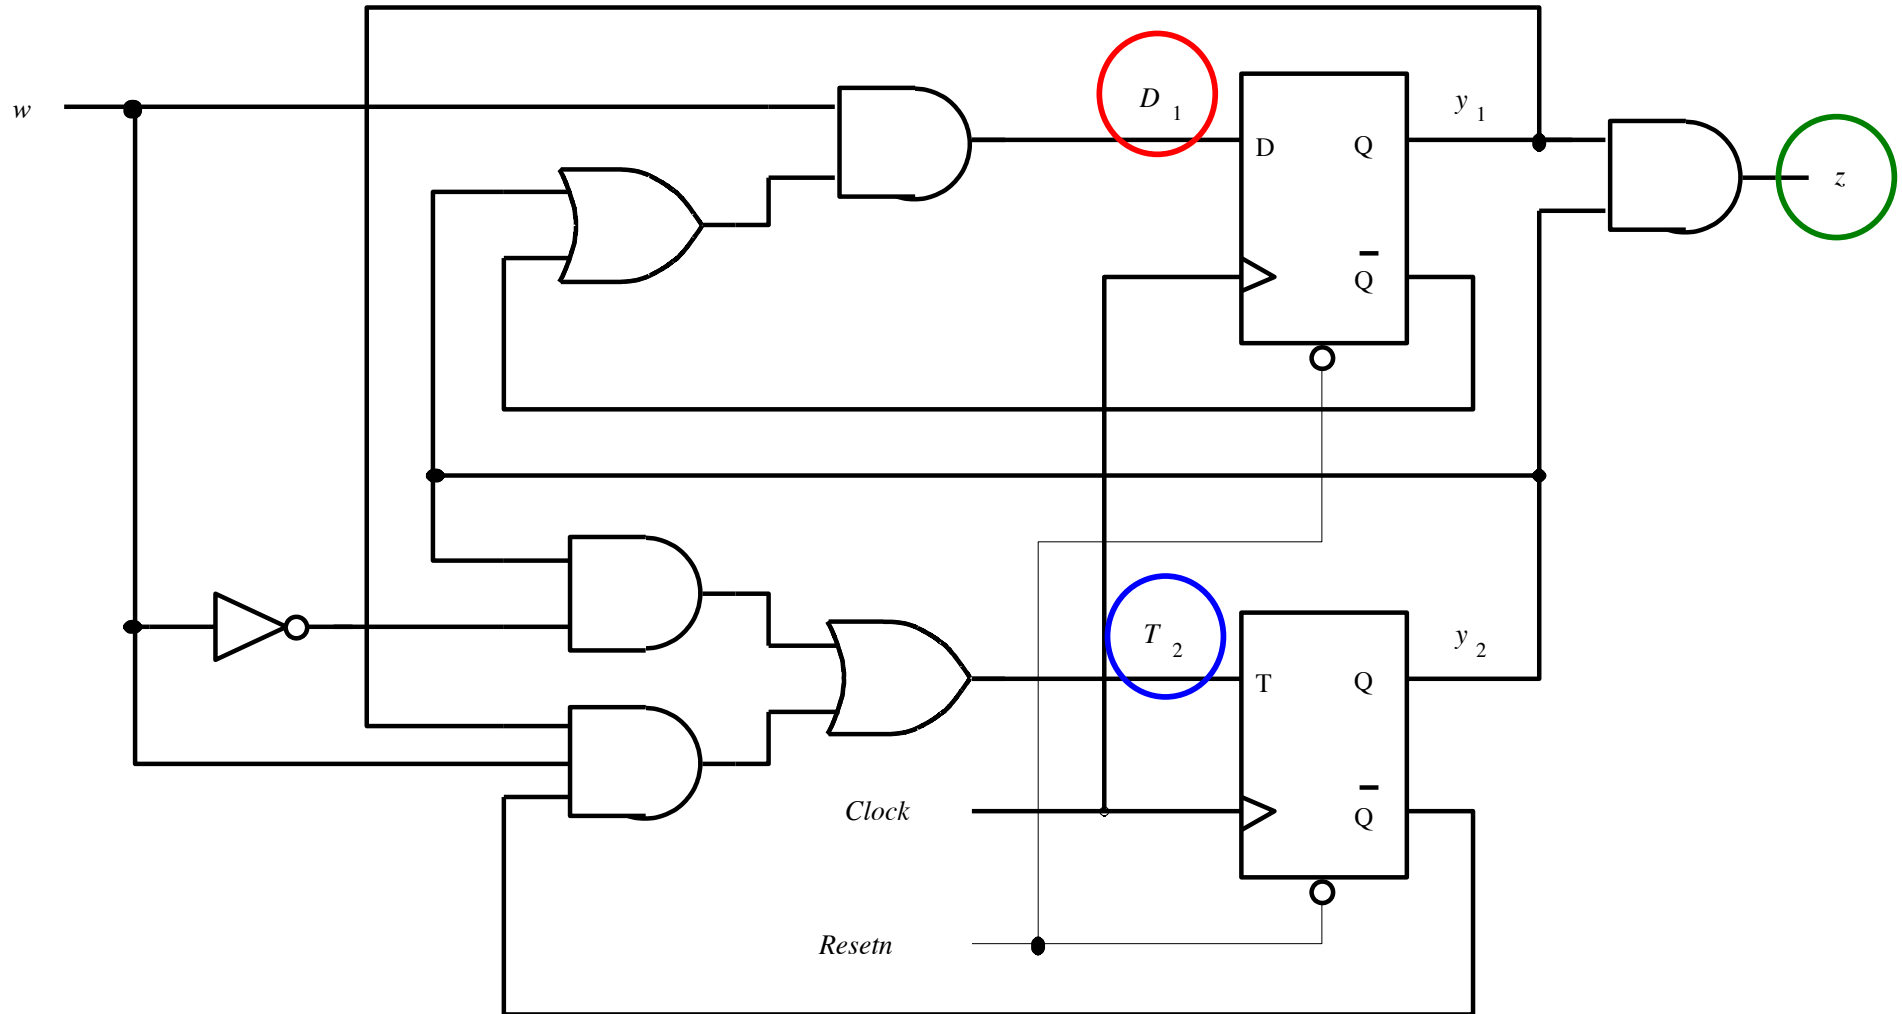 w
D 1
y 1
D Q
z
Q̅
T 2
y 2
T Q
Clock
Q̅
Resetn